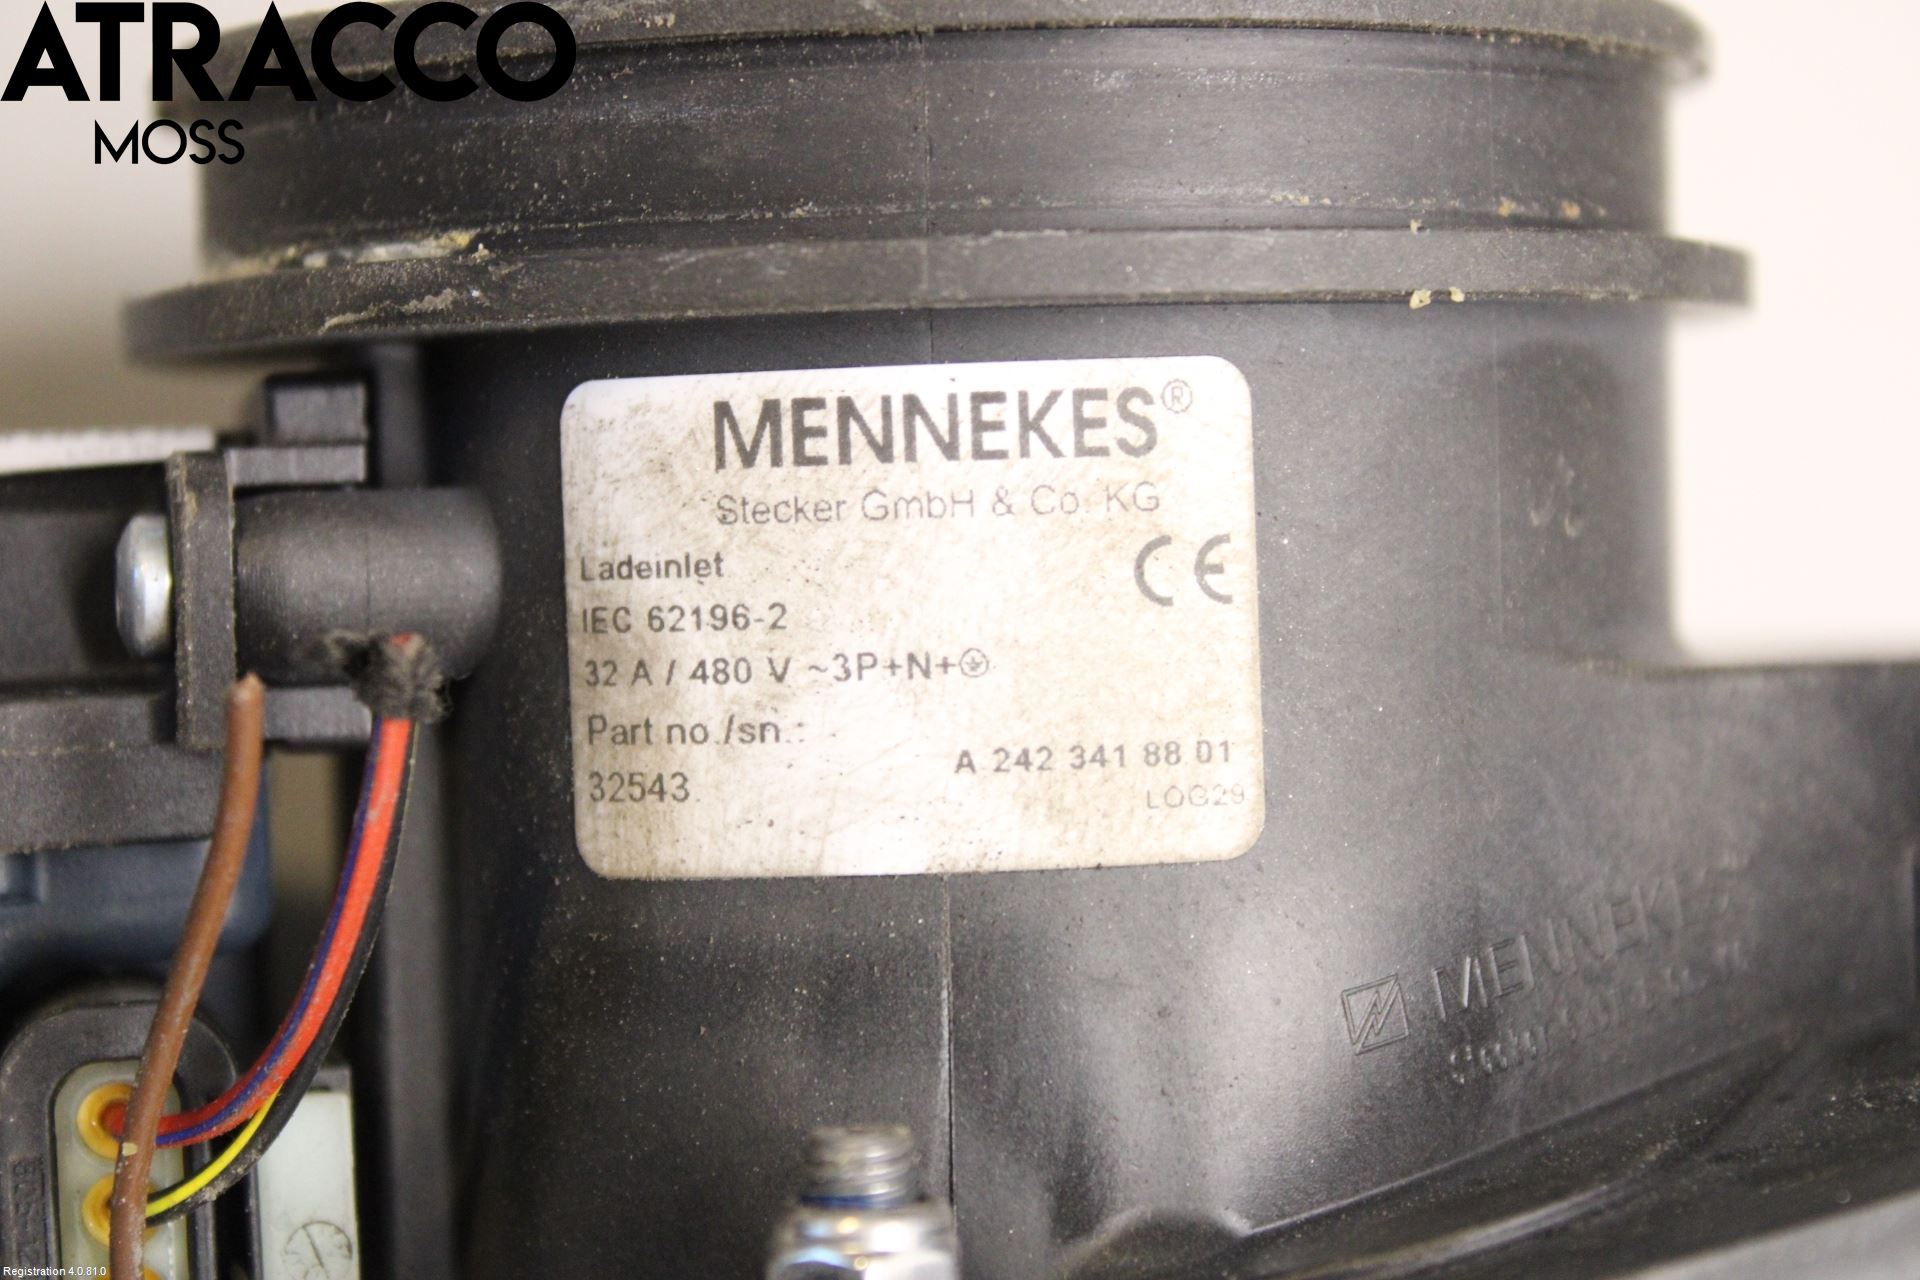 ATRACCO
MOSS
MENNEKES®
Stecker GmbH & Co. KG
Ladeinlet
CE
IEC 62196-2
32 A / 480 V ~3P+N+⏚
Part no./sn.:
A 242 341 88 01
32543
LOG29
MENNEKES
Registration 4.0.81.0